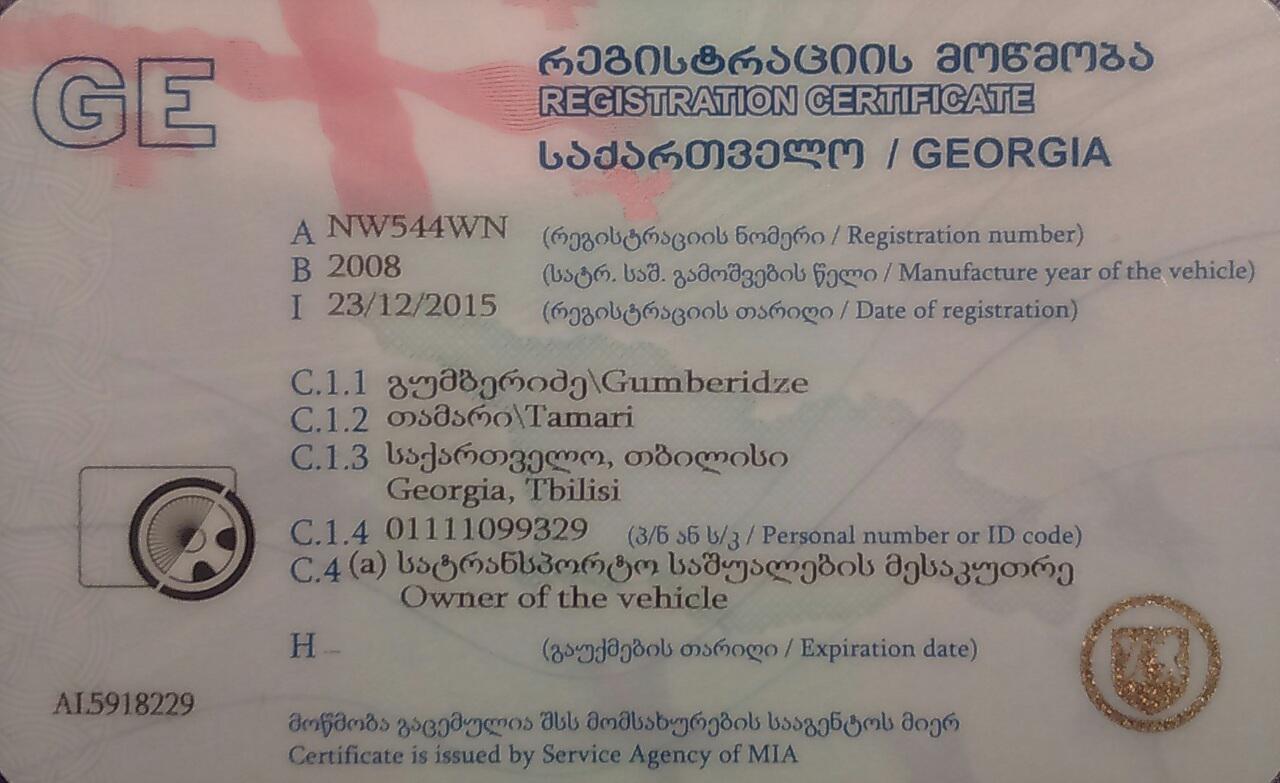 GE
რეგისტრაციის მოწმობა
REGISTRATION CERTIFICATE
საქართველო / GEORGIA
A NW544WN (რეგისტრაციის ნომერი / Registration number)
B 2008 (სატრ. საშ. გამოშვების წელი / Manufacture year of the vehicle)
I 23/12/2015 (რეგისტრაციის თარიღი / Date of registration)
C.1.1 გუმბერიძე\Gumberidze
C.1.2 თამარი\Tamari
C.1.3 საქართველო, თბილისი
Georgia, Tbilisi
C.1.4 01111099329 (პ/ნ ან ს/კ / Personal number or ID code)
C.4 (a) სატრანსპორტო საშუალების მესაკუთრე
Owner of the vehicle
H -- (გაუქმების თარიღი / Expiration date)
AL5918229
მოწმობა გაცემულია შსს მომსახურების სააგენტოს მიერ
Certificate is issued by Service Agency of MIA